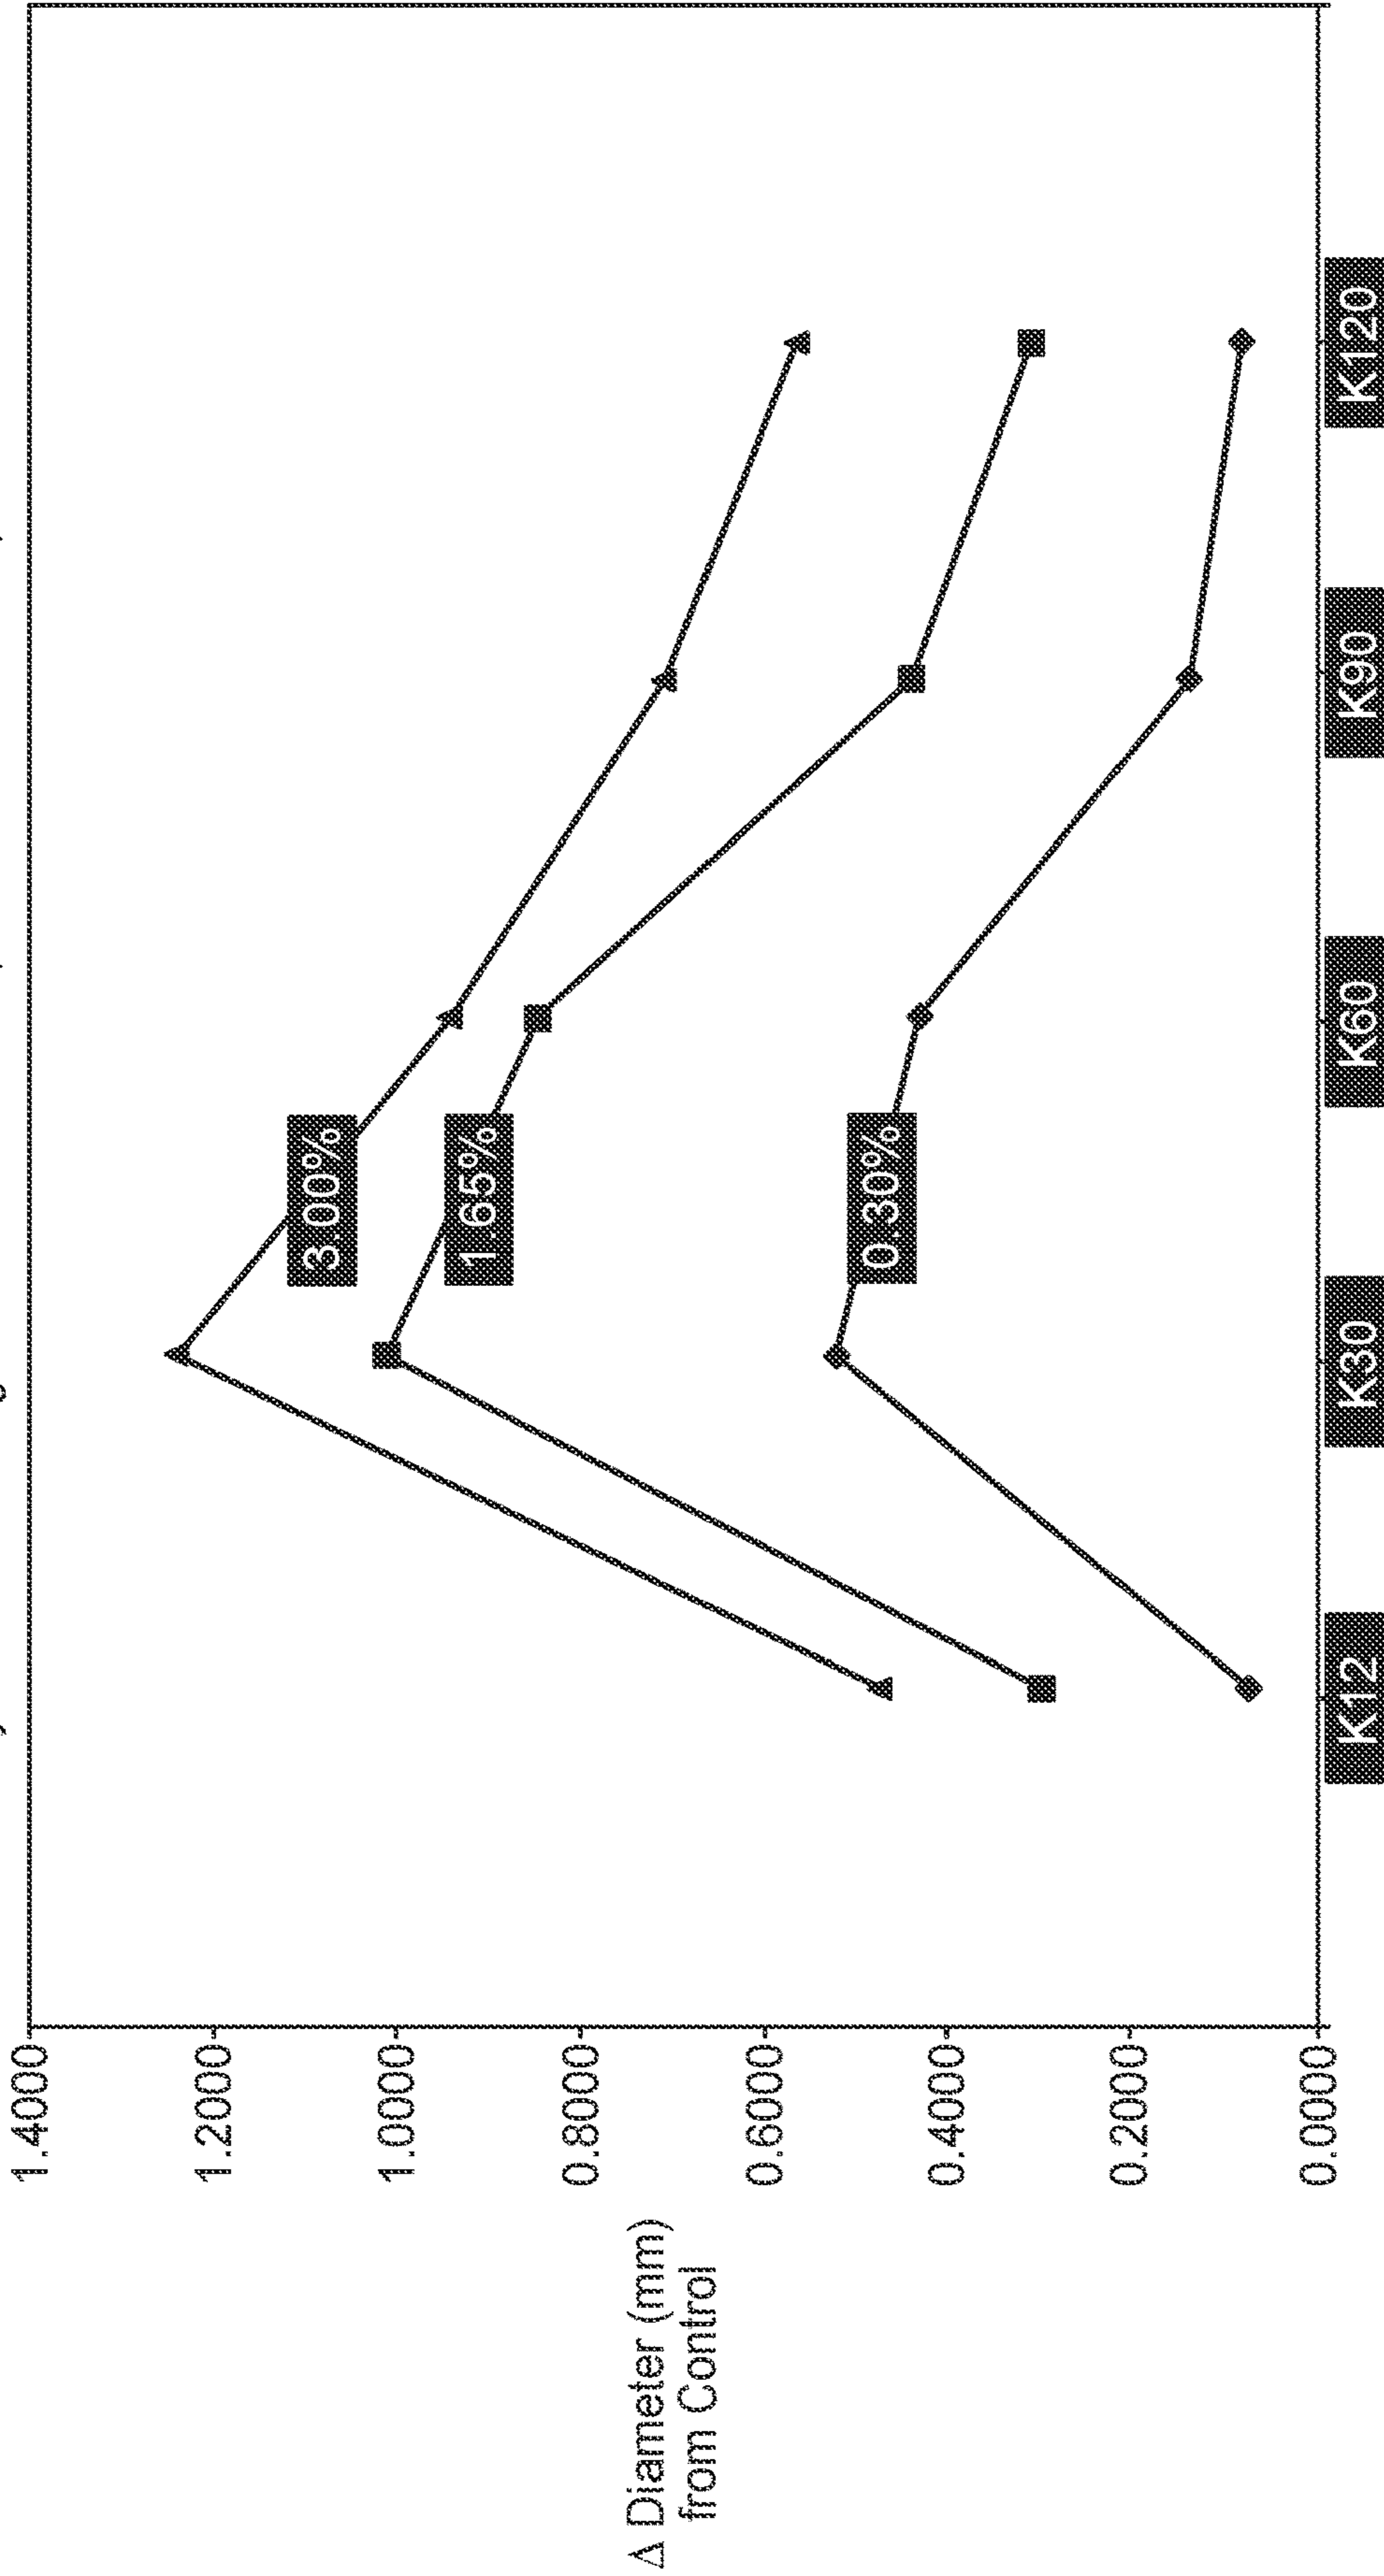 1.4000
1.2000
1.0000
0.8000
0.6000
0.4000
0.2000
0.0000
Δ Diameter (mm)
from Control
3.00%
1.65%
0.30%
K12
K30
K60
K90
K120